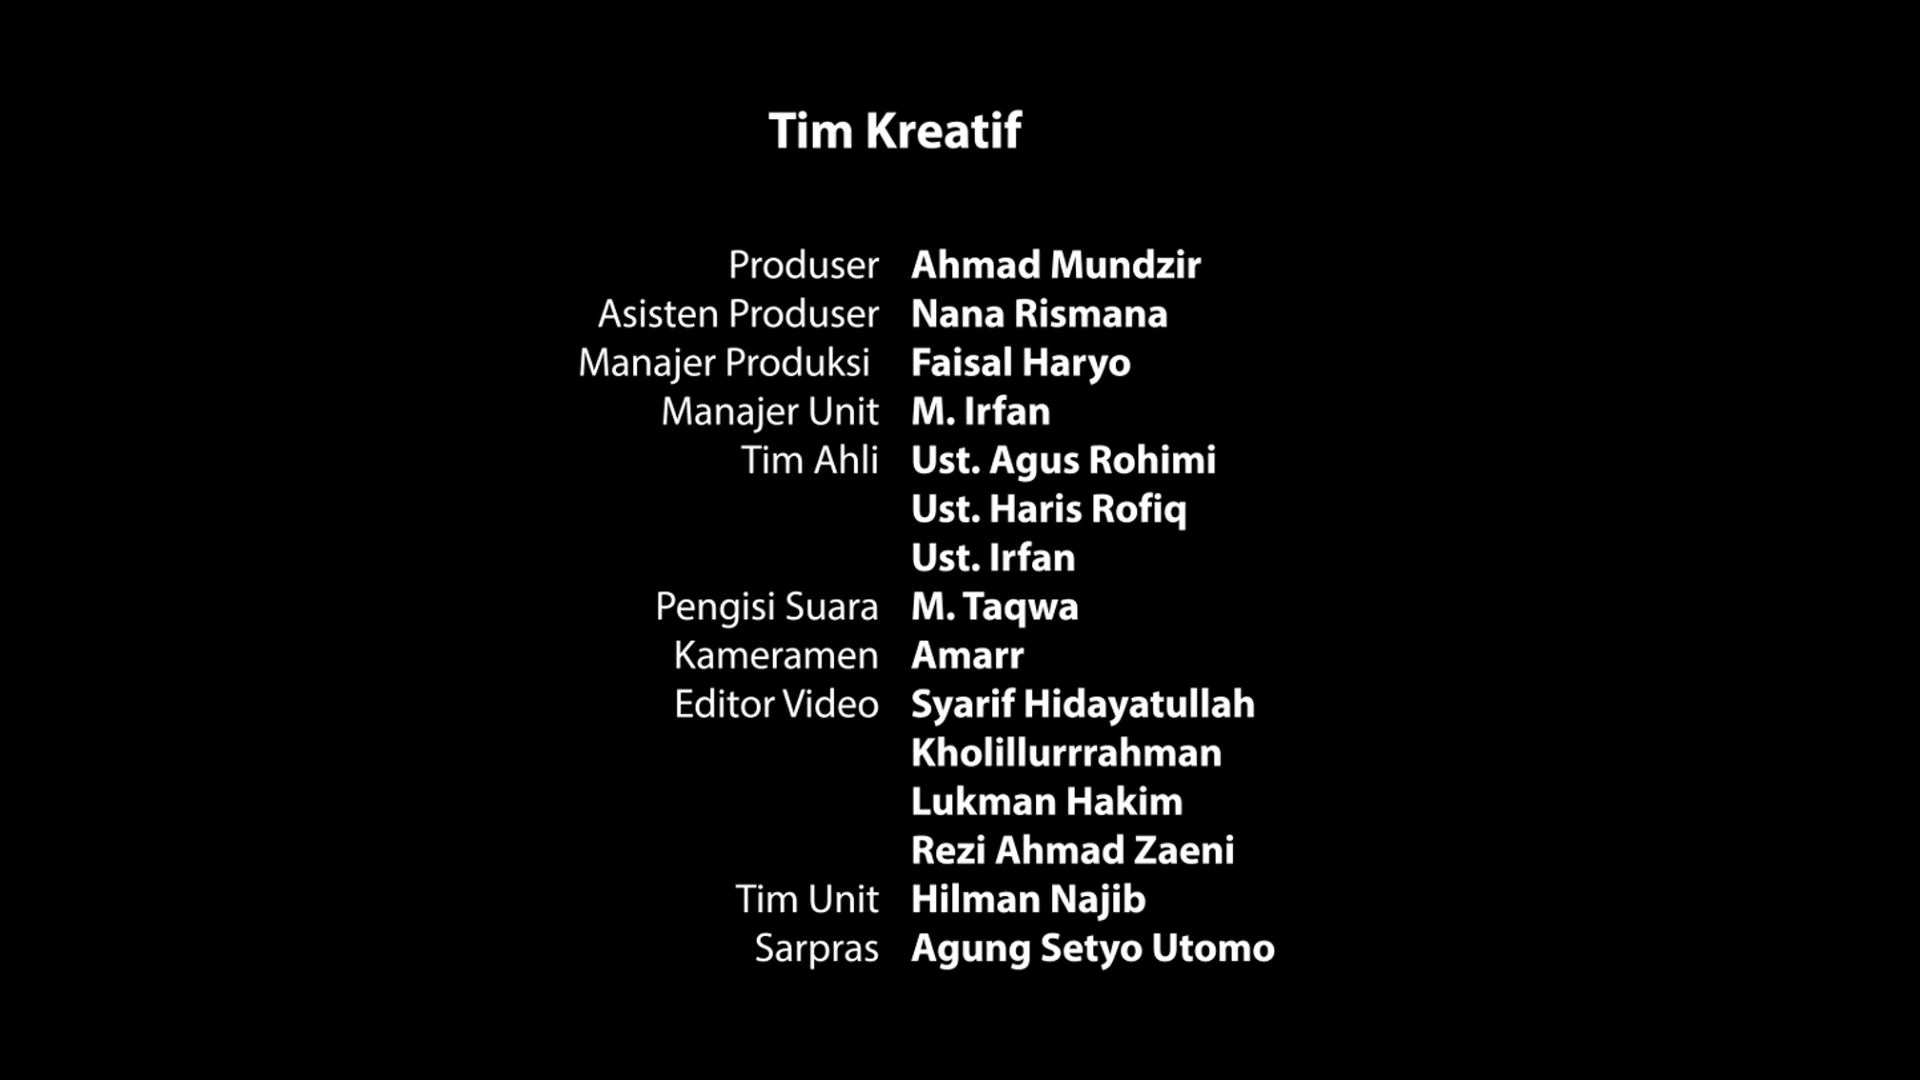 Tim Kreatif
Produser Ahmad Mundzir
Asisten Produser Nana Rismana
Manajer Produksi Faisal Haryo
Manajer Unit M. Irfan
Tim Ahli Ust. Agus Rohimi
Ust. Haris Rofiq
Ust. Irfan
Pengisi Suara M. Taqwa
Kameramen Amarr
Editor Video Syarif Hidayatullah
Kholillurrrahman
Lukman Hakim
Rezi Ahmad Zaeni
Tim Unit Hilman Najib
Sarpras Agung Setyo Utomo